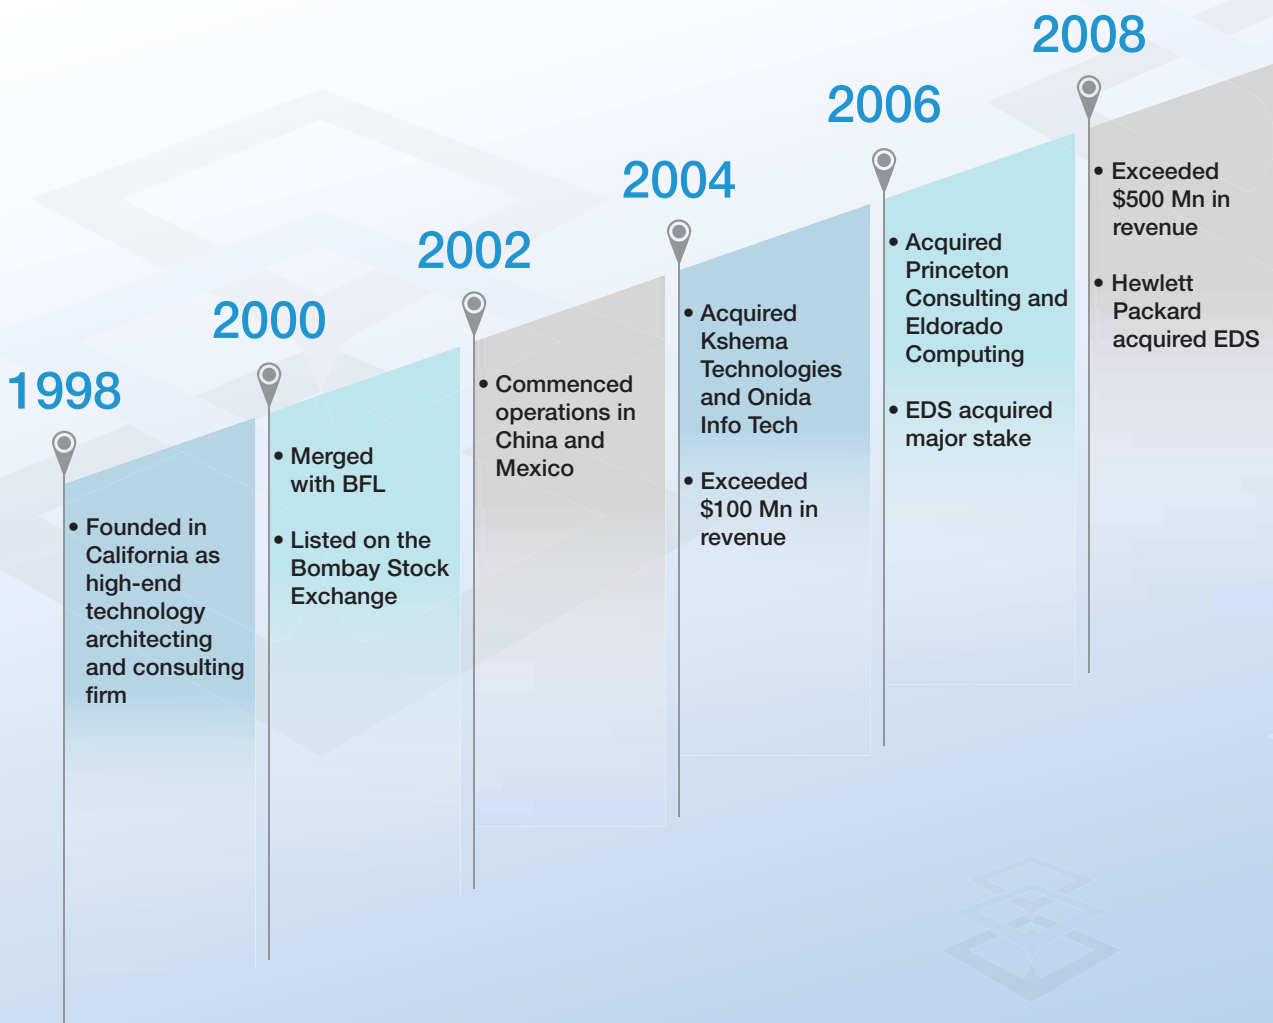 1998
• Founded in
California as
high-end
technology
architecting
and consulting
firm
2000
• Merged
with BFL
• Listed on the
Bombay Stock
Exchange
2002
• Commenced
operations in
China and
Mexico
2004
• Acquired
Kshema
Technologies
and Onida
Info Tech
• Exceeded
$100 Mn in
revenue
2006
• Acquired
Princeton
Consulting and
Eldorado
Computing
• EDS acquired
major stake
2008
• Exceeded
$500 Mn in
revenue
• Hewlett
Packard
acquired EDS